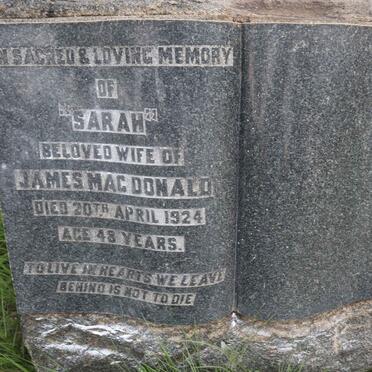 IN SACRED & LOVING MEMORY
OF
"SARAH"
BELOVED WIFE OF
JAMES MAC DONALD
DIED 20TH APRIL 1924
AGE 48 YEARS.
TO LIVE IN HEARTS WE LEAVE
BEHIND IS NOT TO DIE